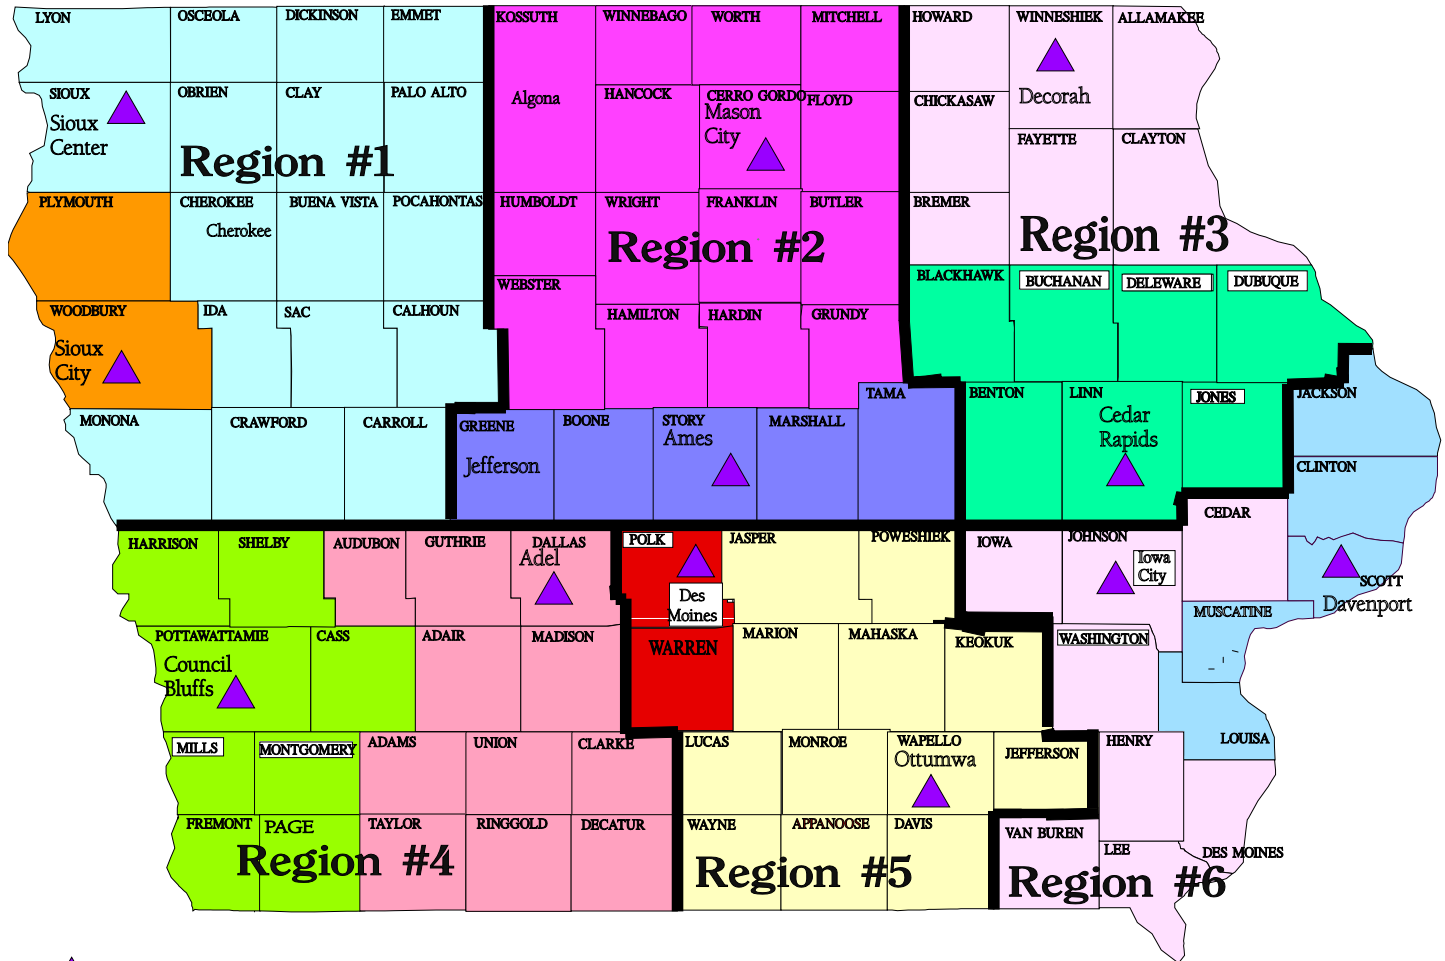 LYON
OSCEOLA
DICKINSON
EMMET
KOSSUTH
WINNEBAGO
WORTH
MITCHELL
HOWARD
WINNESHIEK
ALLAMAKEE
SIOUX
Sioux
Center
OBRIEN
CLAY
PALO ALTO
Algona
HANCOCK
CERRO GORDO
Mason
City
FLOYD
CHICKASAW
Decorah
FAYETTE
CLAYTON
Region #1
PLYMOUTH
CHEROKEE
Cherokee
BUENA VISTA
POCAHONTAS
HUMBOLDT
WRIGHT
FRANKLIN
BUTLER
BREMER
Region #2
Region #3
WEBSTER
BLACKHAWK
BUCHANAN
DELEWARE
DUBUQUE
WOODBURY
Sioux
City
IDA
SAC
CALHOUN
HAMILTON
HARDIN
GRUNDY
TAMA
BENTON
LINN
Cedar
Rapids
JONES
JACKSON
MONONA
CRAWFORD
CARROLL
GREENE
Jefferson
BOONE
STORY
Ames
MARSHALL
CLINTON
CEDAR
HARRISON
SHELBY
AUDUBON
GUTHRIE
DALLAS
Adel
POLK
Des
Moines
JASPER
POWESHIEK
IOWA
JOHNSON
Iowa
City
SCOTT
Davenport
MUSCATINE
POTTAWATTAMIE
Council
Bluffs
CASS
ADAIR
MADISON
WARREN
MARION
MAHASKA
KEOKUK
WASHINGTON
LOUISA
MILLS
MONTGOMERY
ADAMS
UNION
CLARKE
LUCAS
MONROE
WAPELLO
Ottumwa
JEFFERSON
HENRY
FREMONT
PAGE
TAYLOR
RINGGOLD
DECATUR
WAYNE
APPANOOSE
DAVIS
VAN BUREN
LEE
DES MOINES
Region #4
Region #5
Region #6